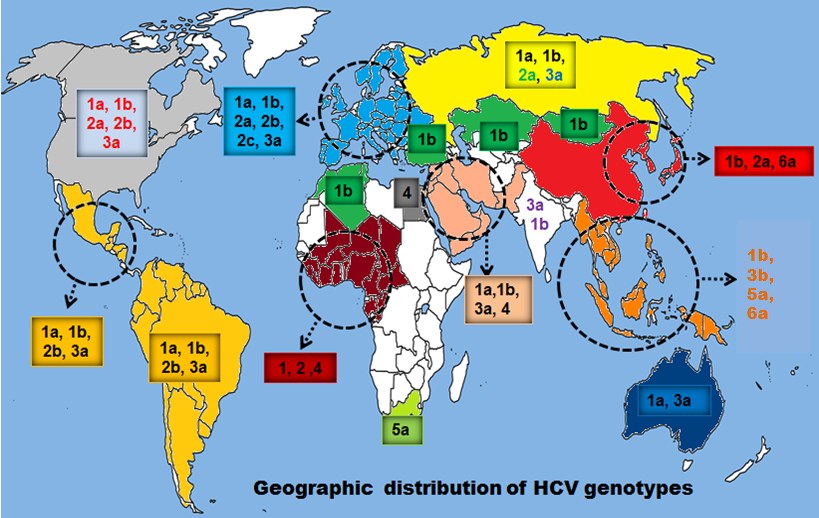 1a, 1b,
2a, 2b,
3a
1a, 1b,
2a, 2b,
2c, 3a
1a, 1b,
2a, 3a
1b
1b
1b
1b
4
3a
1b
1b, 2a, 6a
1a,1b,
3a, 4
1b,
3b,
5a,
6a
1a, 1b,
2b, 3a
1a, 1b,
2b, 3a
1, 2 ,4
5a
1a, 3a
Geographic distribution of HCV genotypes